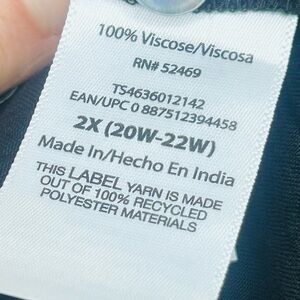 100% Viscose/Viscosa
RN# 52469
TS4636012142
EAN/UPC 0 887512394458
2X (20W-22W)
Made In/Hecho En India
THIS LABEL YARN IS MADE
OUT OF 100% RECYCLED
POLYESTER MATERIALS